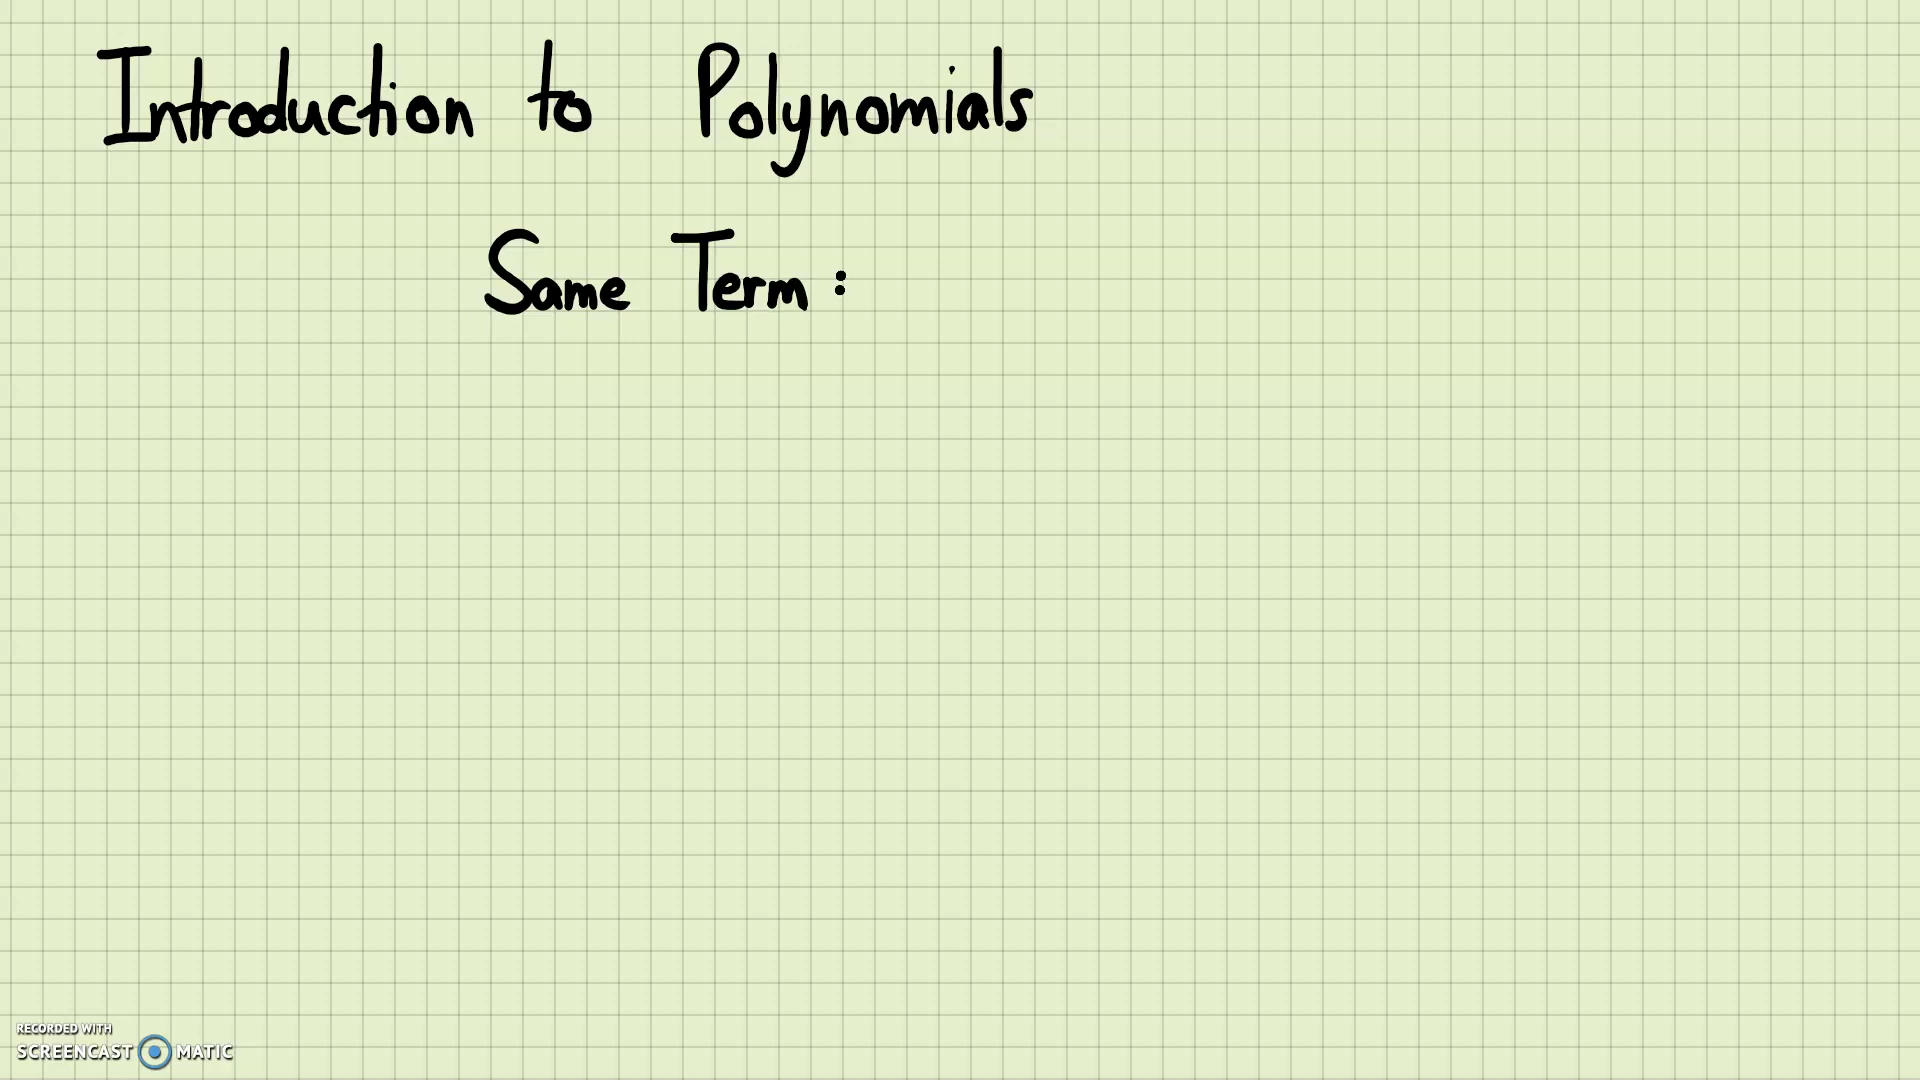 Introduction to Polynomials
Same Term :
RECORDED WITH
SCREENCAST MATIC